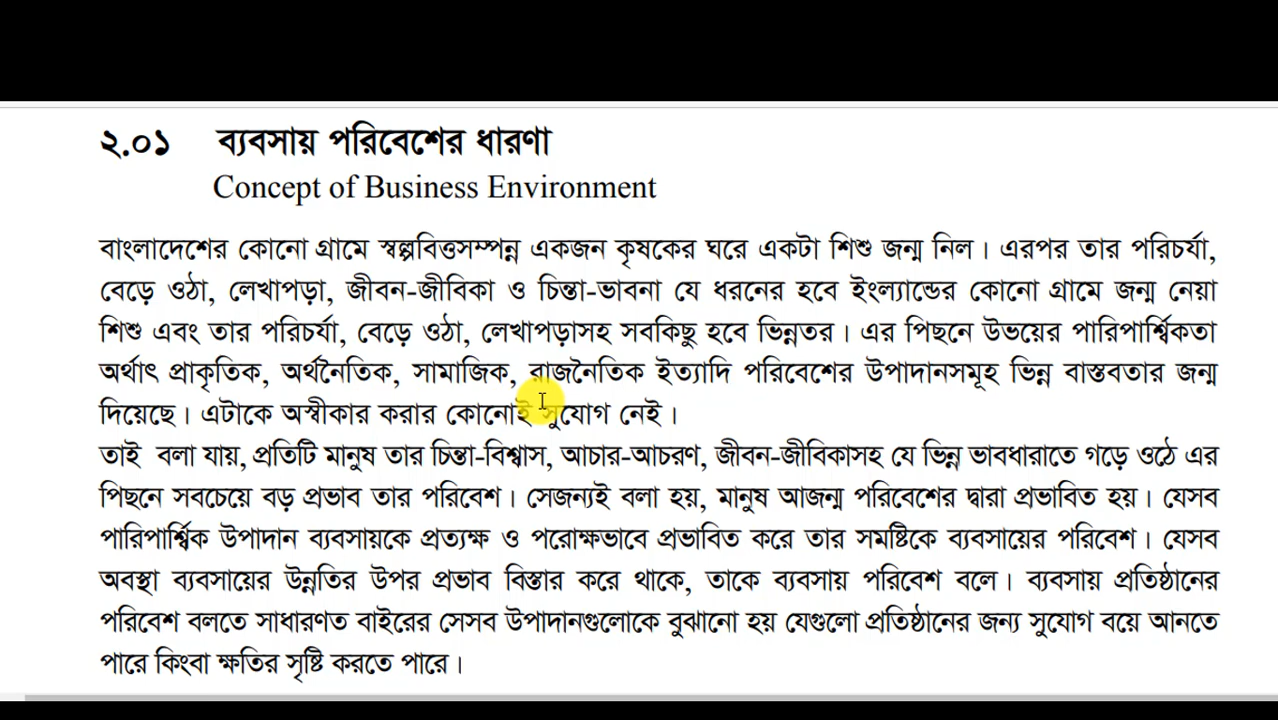 ২.০১ ব্যবসায় পরিবেশের ধারণা
Concept of Business Environment
বাংলাদেশের কোনো গ্রামে স্বল্পবিত্তসম্পন্ন একজন কৃষকের ঘরে একটা শিশু জন্ম নিল। এরপর তার পরিচর্যা,
বেড়ে ওঠা, লেখাপড়া, জীবন-জীবিকা ও চিন্তা-ভাবনা যে ধরনের হবে ইংল্যান্ডের কোনো গ্রামে জন্ম নেয়া
শিশু এবং তার পরিচর্যা, বেড়ে ওঠা, লেখাপড়াসহ সবকিছু হবে ভিন্নতর। এর পিছনে উভয়ের পারিপার্শ্বিকতা
অর্থাৎ প্রাকৃতিক, অর্থনৈতিক, সামাজিক, রাজনৈতিক ইত্যাদি পরিবেশের উপাদানসমূহ ভিন্ন বাস্তবতার জন্ম
দিয়েছে। এটাকে অস্বীকার করার কোনোই সুযোগ নেই।
তাই বলা যায়, প্রতিটি মানুষ তার চিন্তা-বিশ্বাস, আচার-আচরণ, জীবন-জীবিকাসহ যে ভিন্ন ভাবধারাতে গড়ে ওঠে এর
পিছনে সবচেয়ে বড় প্রভাব তার পরিবেশ। সেজন্যই বলা হয়, মানুষ আজন্ম পরিবেশের দ্বারা প্রভাবিত হয়। যেসব
পারিপার্শ্বিক উপাদান ব্যবসায়কে প্রত্যক্ষ ও পরোক্ষভাবে প্রভাবিত করে তার সমষ্টিকে ব্যবসায়ের পরিবেশ। যেসব
অবস্থা ব্যবসায়ের উন্নতির উপর প্রভাব বিস্তার করে থাকে, তাকে ব্যবসায় পরিবেশ বলে। ব্যবসায় প্রতিষ্ঠানের
পরিবেশ বলতে সাধারণত বাইরের সেসব উপাদানগুলোকে বুঝানো হয় যেগুলো প্রতিষ্ঠানের জন্য সুযোগ বয়ে আনতে
পারে কিংবা ক্ষতির সৃষ্টি করতে পারে।